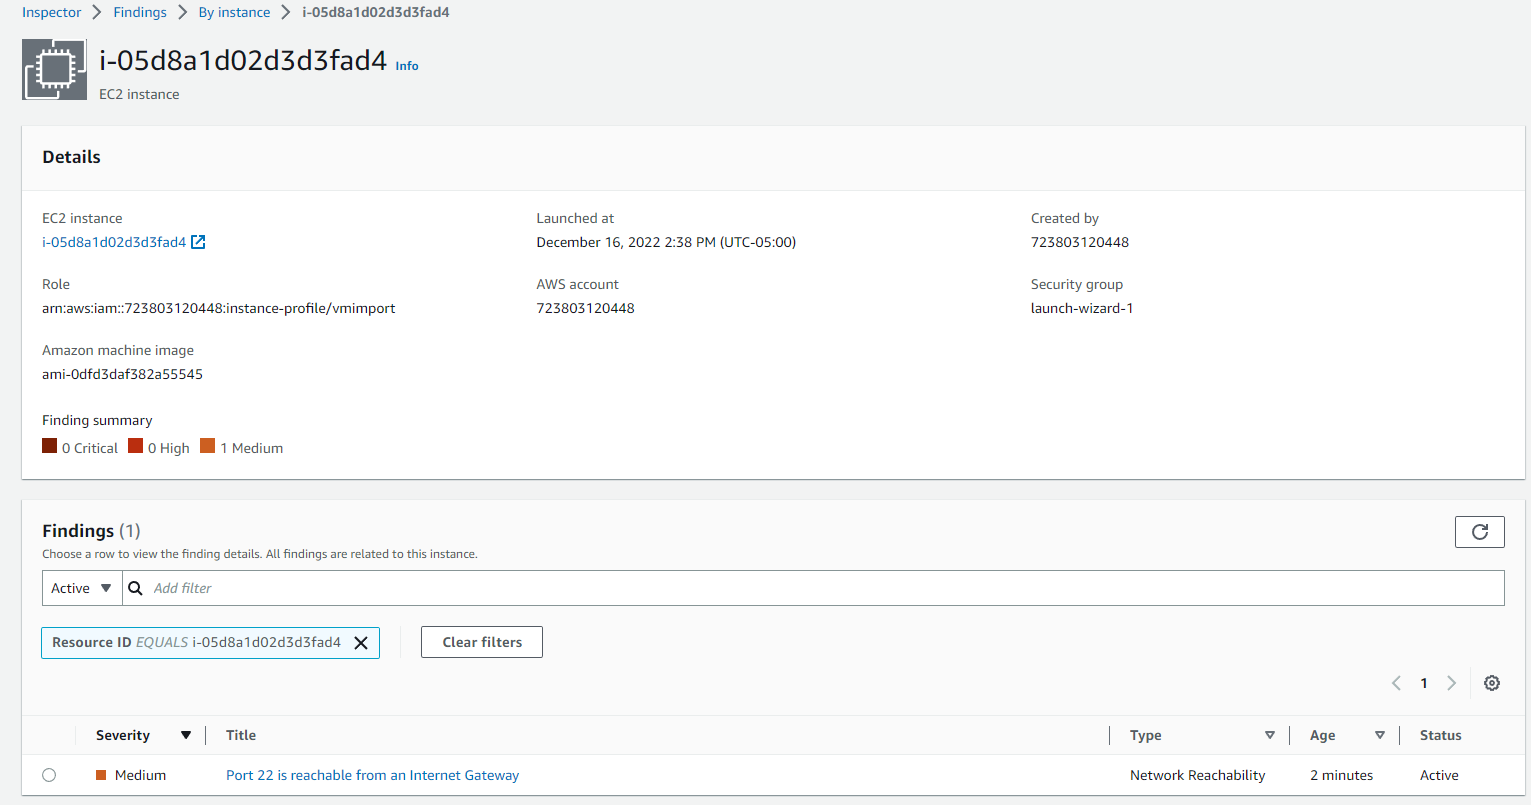 Inspector > Findings > By instance > i-05d8a1d02d3d3fad4
i-05d8a1d02d3d3fad4 Info
EC2 instance
Details
EC2 instance Launched at Created by
i-05d8a1d02d3d3fad4 December 16, 2022 2:38 PM (UTC-05:00) 723803120448
Role AWS account Security group
arn:aws:iam::723803120448:instance-profile/vmimport 723803120448 launch-wizard-1
Amazon machine image
ami-0dfd3daf382a55545
Finding summary
0 Critical 0 High 1 Medium
Findings (1)
Choose a row to view the finding details. All findings are related to this instance.
Active Add filter
Resource ID EQUALS i-05d8a1d02d3d3fad4 Clear filters
1
Severity Title Type Age Status
Medium Port 22 is reachable from an Internet Gateway Network Reachability 2 minutes Active